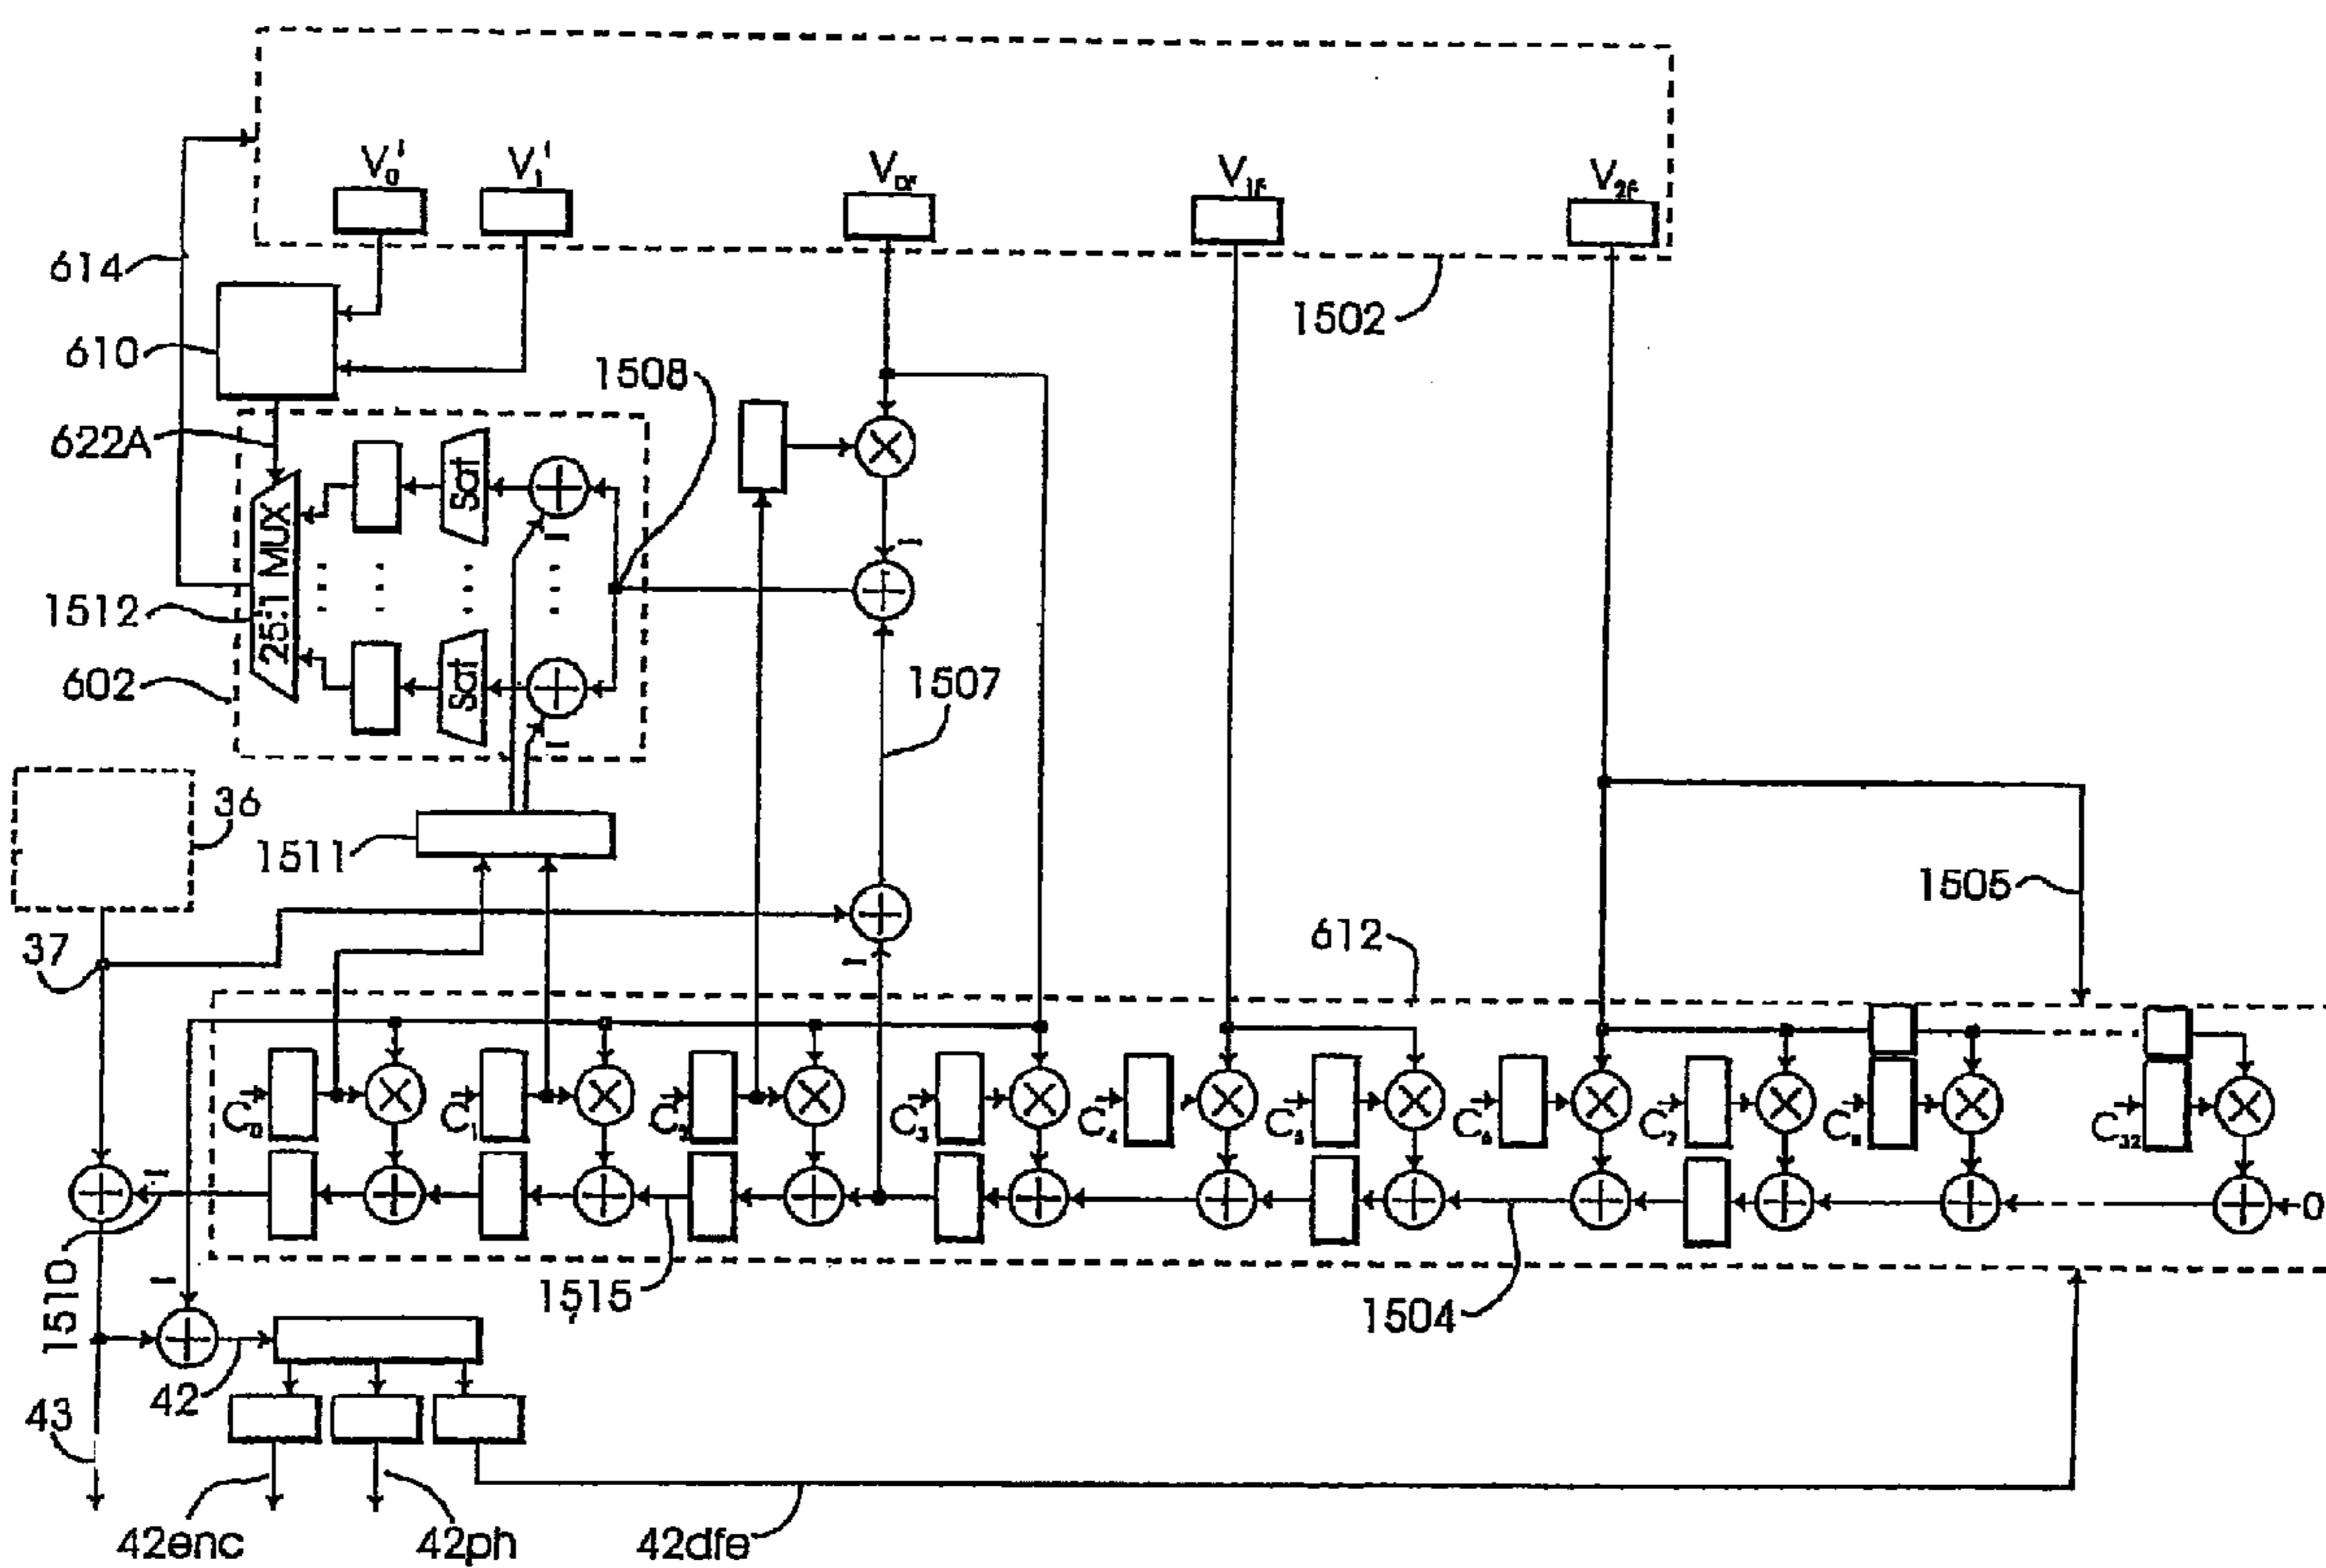 V₀'
V₁'
V₀F
V₁F
V₂F
614
1502
610
1508
622A
Sat
25:1 MUX
1512
Sat
602
1507
36
1511
1505
37
612
C₀
C₁
C₂
C₃
C₄
C₅
C₆
C₇
C₈
C₃₂
0
1510
1515
1504
42
43
42enc
42ph
42dfe